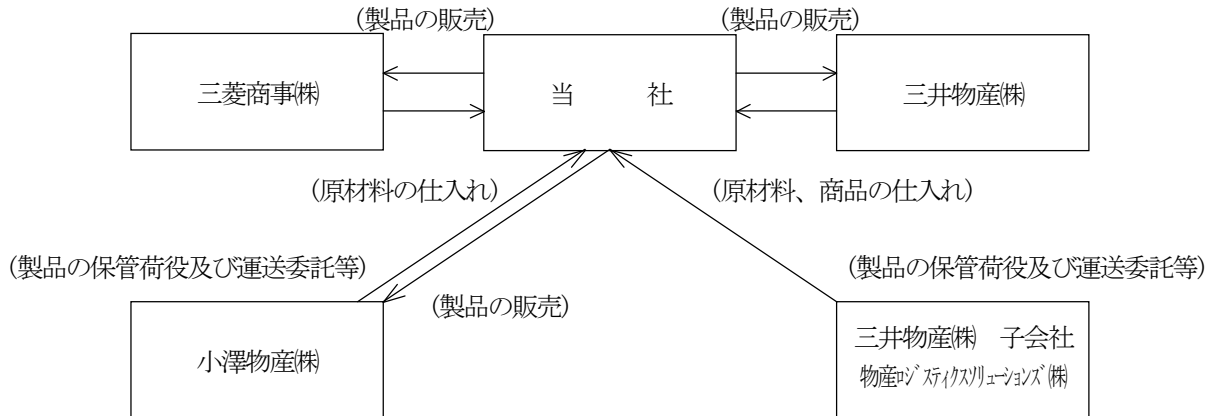 (製品の販売)
(製品の販売)
三菱商事㈱
当　　社
三井物産㈱
(原材料の仕入れ)
(原材料、商品の仕入れ)
(製品の保管荷役及び運送委託等)
(製品の保管荷役及び運送委託等)
(製品の販売)
小澤物産㈱
三井物産㈱　子会社
物産ﾛｼﾞｽﾃｨｸｽｿﾘｭｰｼｮﾝｽﾞ㈱